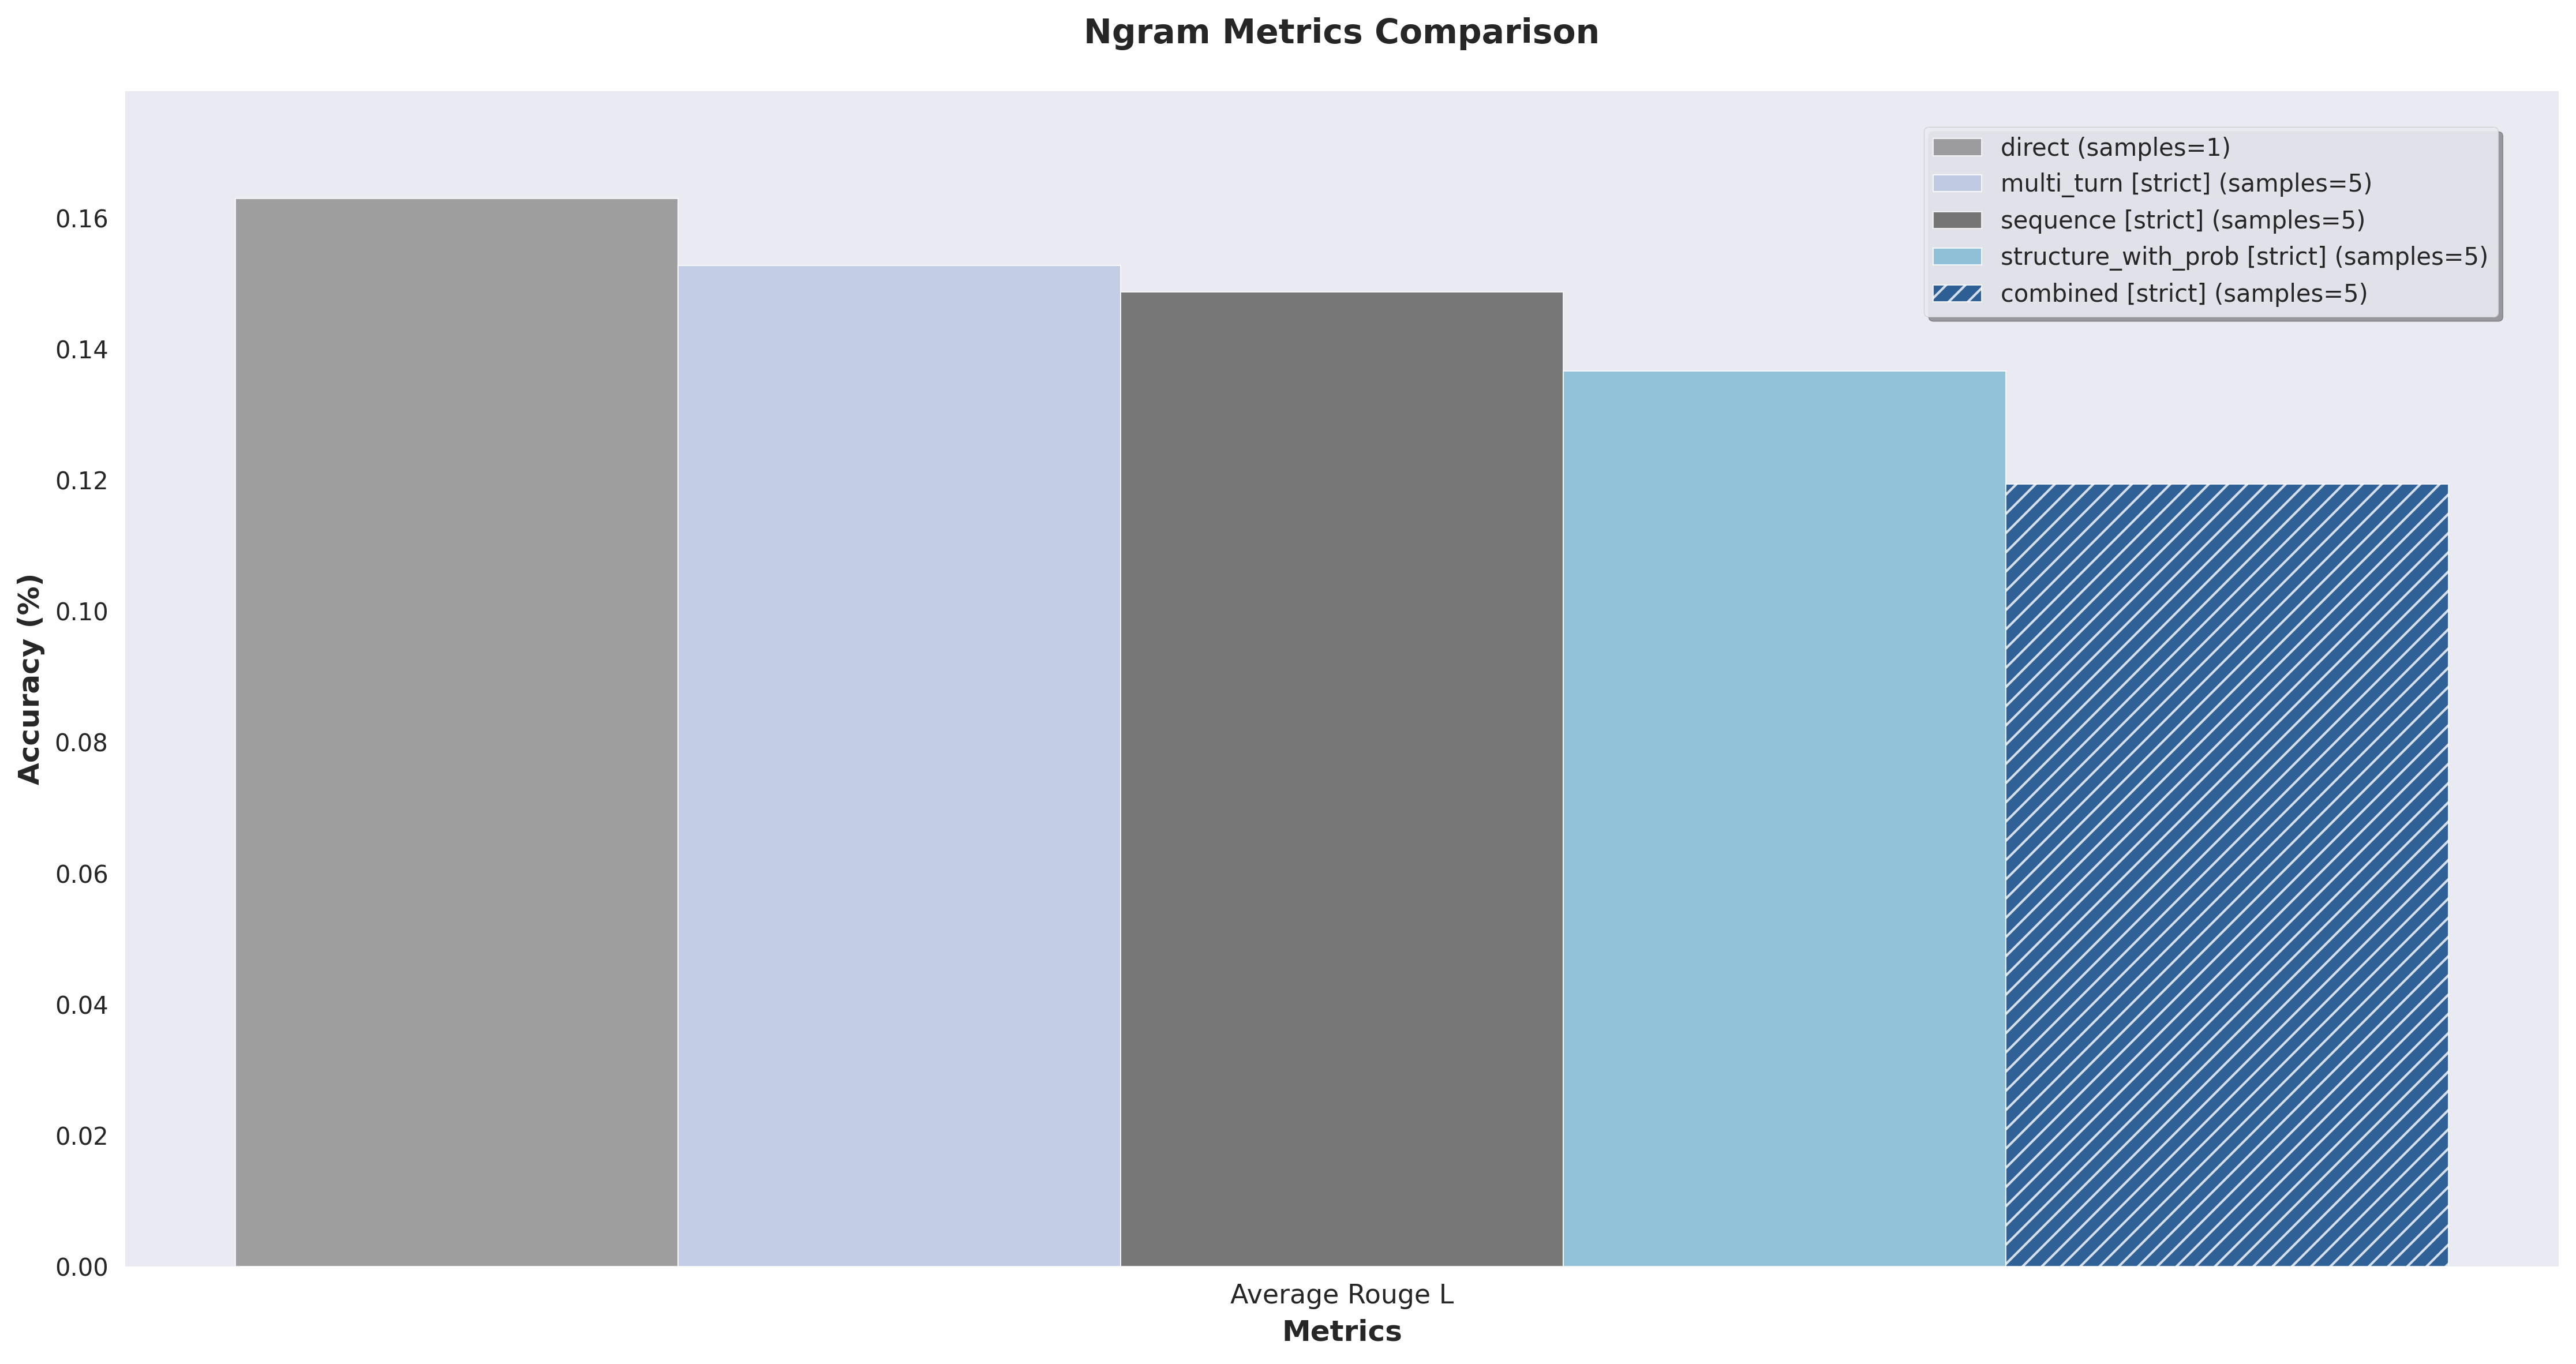 Ngram Metrics Comparison
direct (samples=1)
multi_turn [strict] (samples=5)
sequence [strict] (samples=5)
structure_with_prob [strict] (samples=5)
combined [strict] (samples=5)
Accuracy (%)
0.16
0.14
0.12
0.10
0.08
0.06
0.04
0.02
0.00
Average Rouge L
Metrics